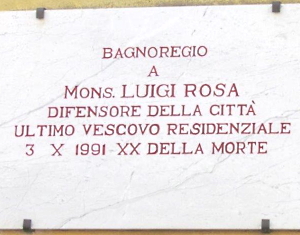 BAGNOREGIO
A
MONS. LUIGI ROSA
DIFENSORE DELLA CITTÀ
ULTIMO VESCOVO RESIDENZIALE
3 X 1991 - XX DELLA MORTE